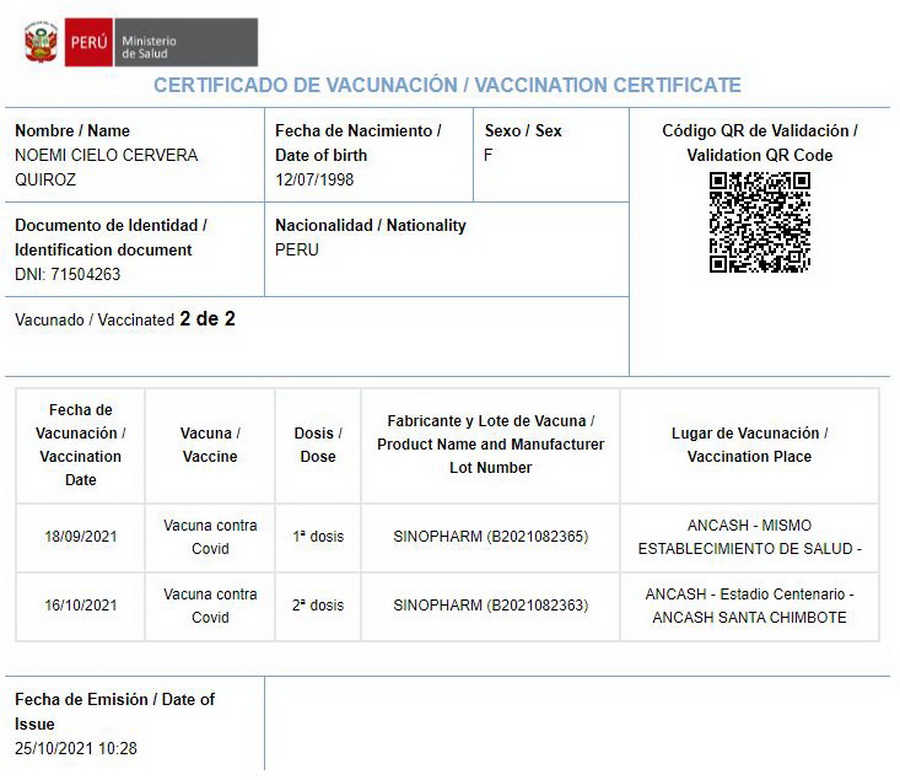 PERÚ
Ministerio
de Salud
CERTIFICADO DE VACUNACIÓN / VACCINATION CERTIFICATE
Nombre / Name
NOEMI CIELO CERVERA
QUIROZ
Fecha de Nacimiento /
Date of birth
12/07/1998
Sexo / Sex
F
Código QR de Validación /
Validation QR Code
Documento de Identidad /
Identification document
DNI: 71504263
Nacionalidad / Nationality
PERU
Vacunado / Vaccinated 2 de 2
Fecha de
Vacunación /
Vaccination
Date
Vacuna /
Vaccine
Dosis /
Dose
Fabricante y Lote de Vacuna /
Product Name and Manufacturer
Lot Number
Lugar de Vacunación /
Vaccination Place
18/09/2021
Vacuna contra
Covid
1ª dosis
SINOPHARM (B2021082365)
ANCASH - MISMO
ESTABLECIMIENTO DE SALUD -
16/10/2021
Vacuna contra
Covid
2ª dosis
SINOPHARM (B2021082363)
ANCASH - Estadio Centenario -
ANCASH SANTA CHIMBOTE
Fecha de Emisión / Date of
Issue
25/10/2021 10:28